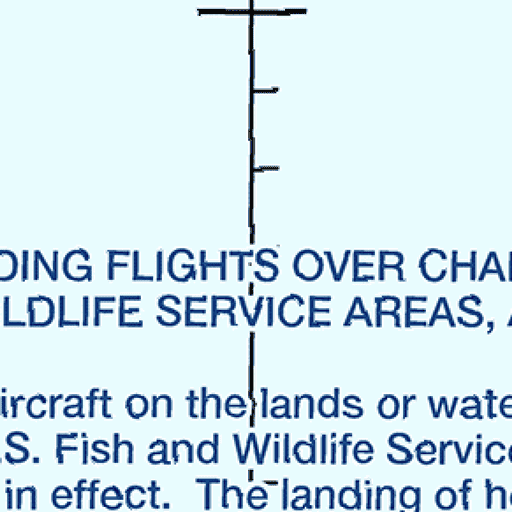 DING FLIGHTS OVER CHA
LDLIFE SERVICE AREAS,
ircraft on the lands or wate
.S. Fish and Wildlife Service
in effect. The landing of h